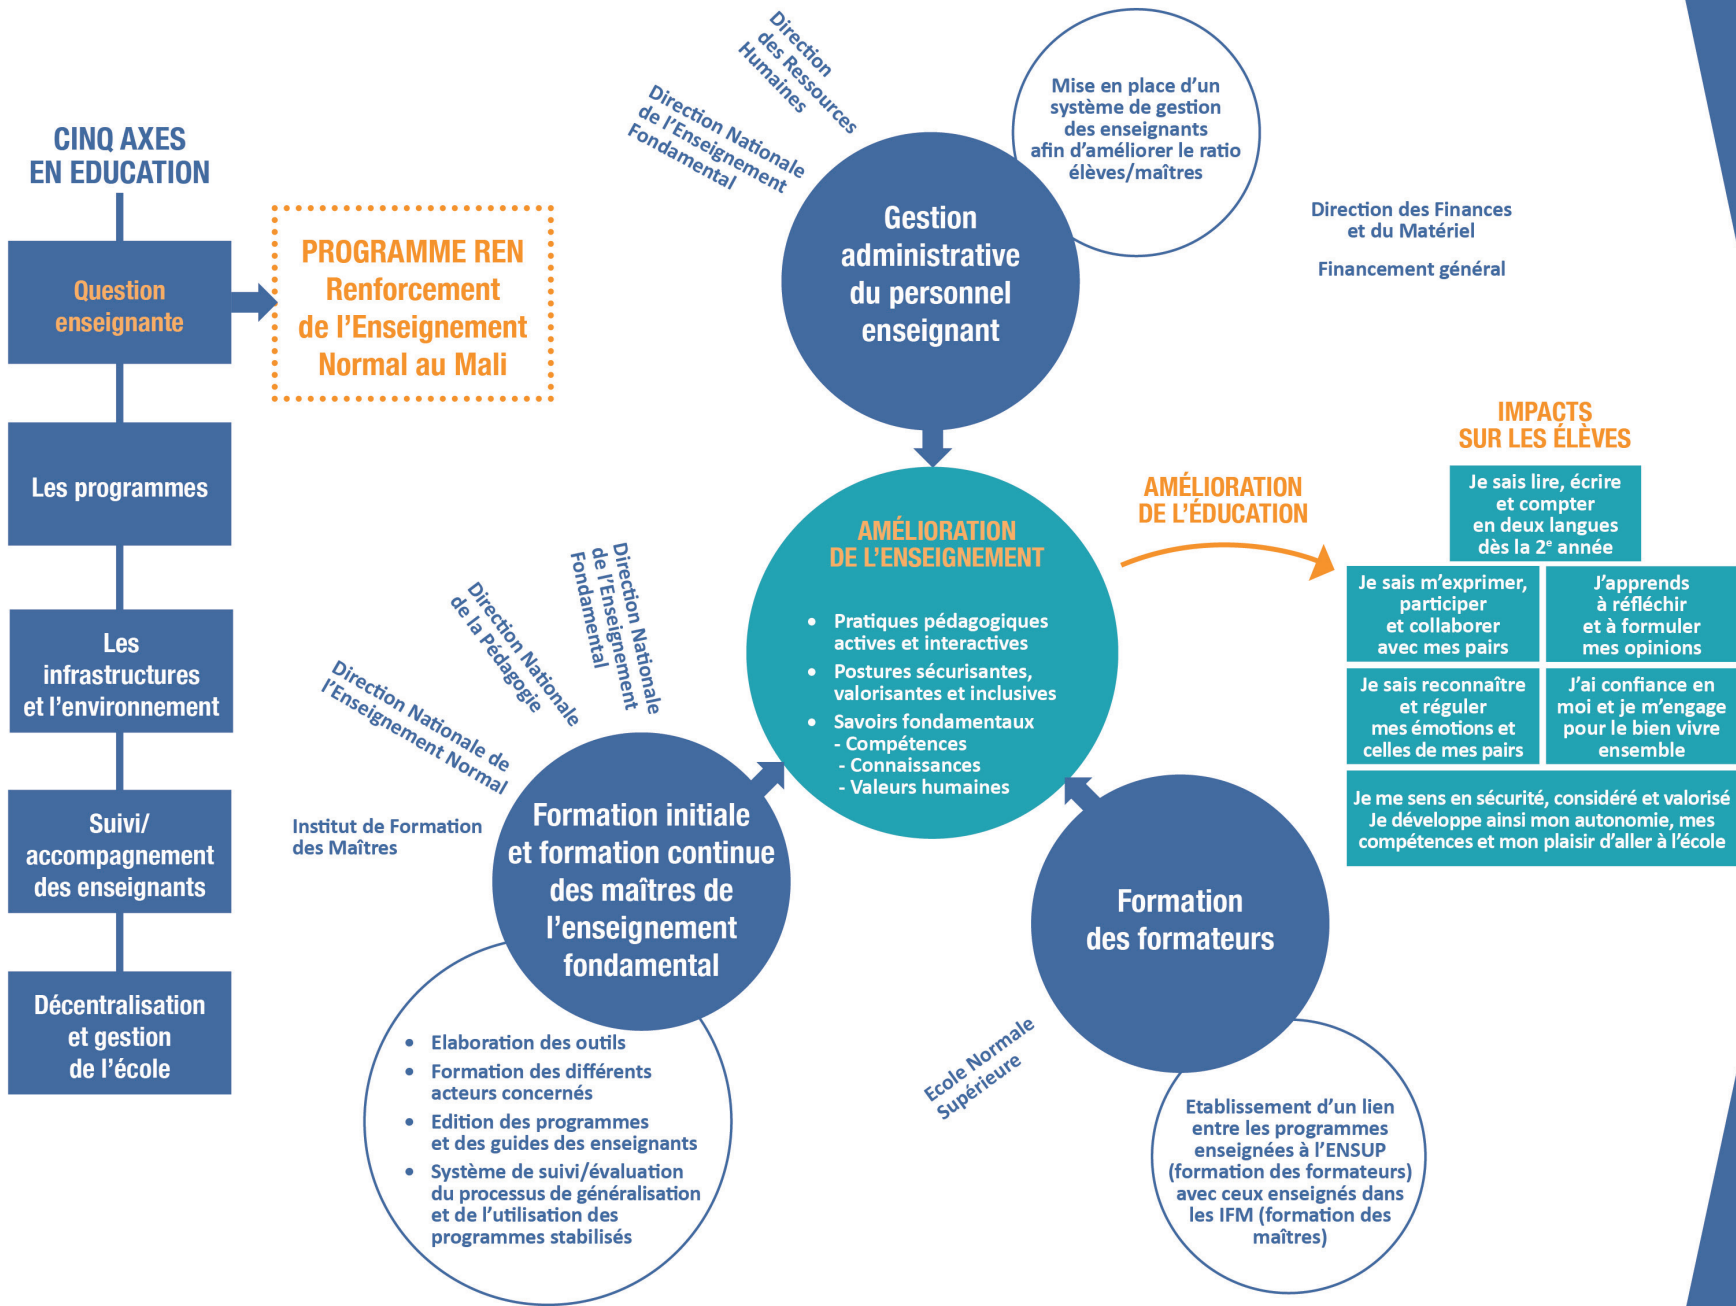 CINQ AXES
EN EDUCATION
Question
enseignante
Les programmes
Les
infrastructures
et l'environnement
Suivi/
accompagnement
des enseignants
Décentralisation
et gestion
de l'école
PROGRAMME REN
Renforcement
de l'Enseignement
Normal au Mali
Direction
des Ressources
Humaines
Direction Nationale
de l'Enseignement
Fondamental
Gestion
administrative
du personnel
enseignant
Mise en place d'un
système de gestion
des enseignants
afin d'améliorer le ratio
élèves/maîtres
Direction des Finances
et du Matériel
Financement général
AMÉLIORATION
DE L'ENSEIGNEMENT
• Pratiques pédagogiques
actives et interactives
• Postures sécurisantes,
valorisantes et inclusives
• Savoirs fondamentaux
- Compétences
- Connaissances
- Valeurs humaines
AMÉLIORATION
DE L'ÉDUCATION
IMPACTS
SUR LES ÉLÈVES
Je sais lire, écrire
et compter
en deux langues
dès la 2e année
Je sais m'exprimer,
participer
et collaborer
avec mes pairs
J'apprends
à réfléchir
et à formuler
mes opinions
Je sais reconnaître
et réguler
mes émotions et
celles de mes pairs
J'ai confiance en
moi et je m'engage
pour le bien vivre
ensemble
Je me sens en sécurité, considéré et valorisé
Je développe ainsi mon autonomie, mes
compétences et mon plaisir d'aller à l'école
Direction Nationale
de l'Enseignement
Fondamental
Direction Nationale
de la Pédagogie
Direction Nationale de
l'Enseignement Normal
Institut de Formation
des Maîtres
Formation initiale
et formation continue
des maîtres de
l'enseignement
fondamental
• Elaboration des outils
• Formation des différents
acteurs concernés
• Edition des programmes
et des guides des enseignants
• Système de suivi/évaluation
du processus de généralisation
et de l'utilisation des
programmes stabilisés
Formation
des formateurs
Ecole Normale
Supérieure
Etablissement d'un lien
entre les programmes
enseignées à l'ENSUP
(formation des formateurs)
avec ceux enseignés dans
les IFM (formation des
maîtres)